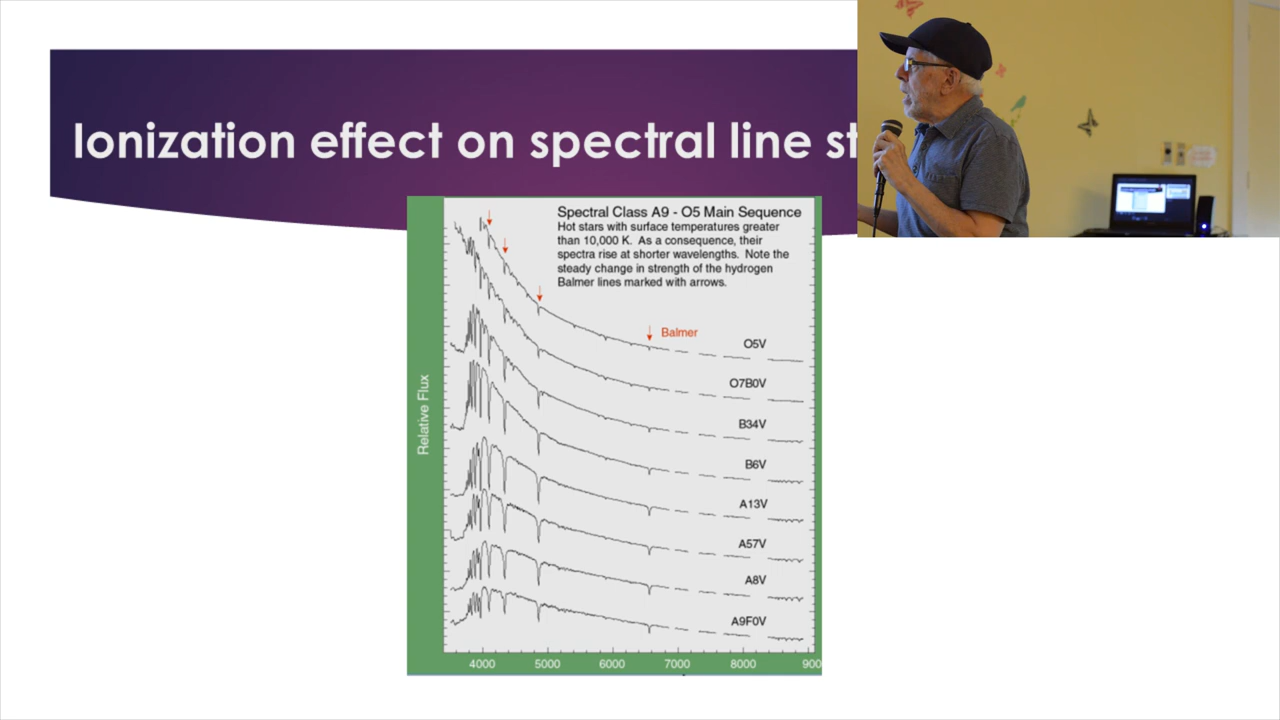 Ionization effect on spectral line st
Spectral Class A9 - O5 Main Sequence
Hot stars with surface temperatures greater
than 10,000 K. As a consequence, their
spectra rise at shorter wavelengths. Note the
steady change in strength of the hydrogen
Balmer lines marked with arrows.
Balmer
O5V
O7B0V
B34V
B6V
A13V
A57V
A8V
A9F0V
Relative Flux
4000 5000 6000 7000 8000 900